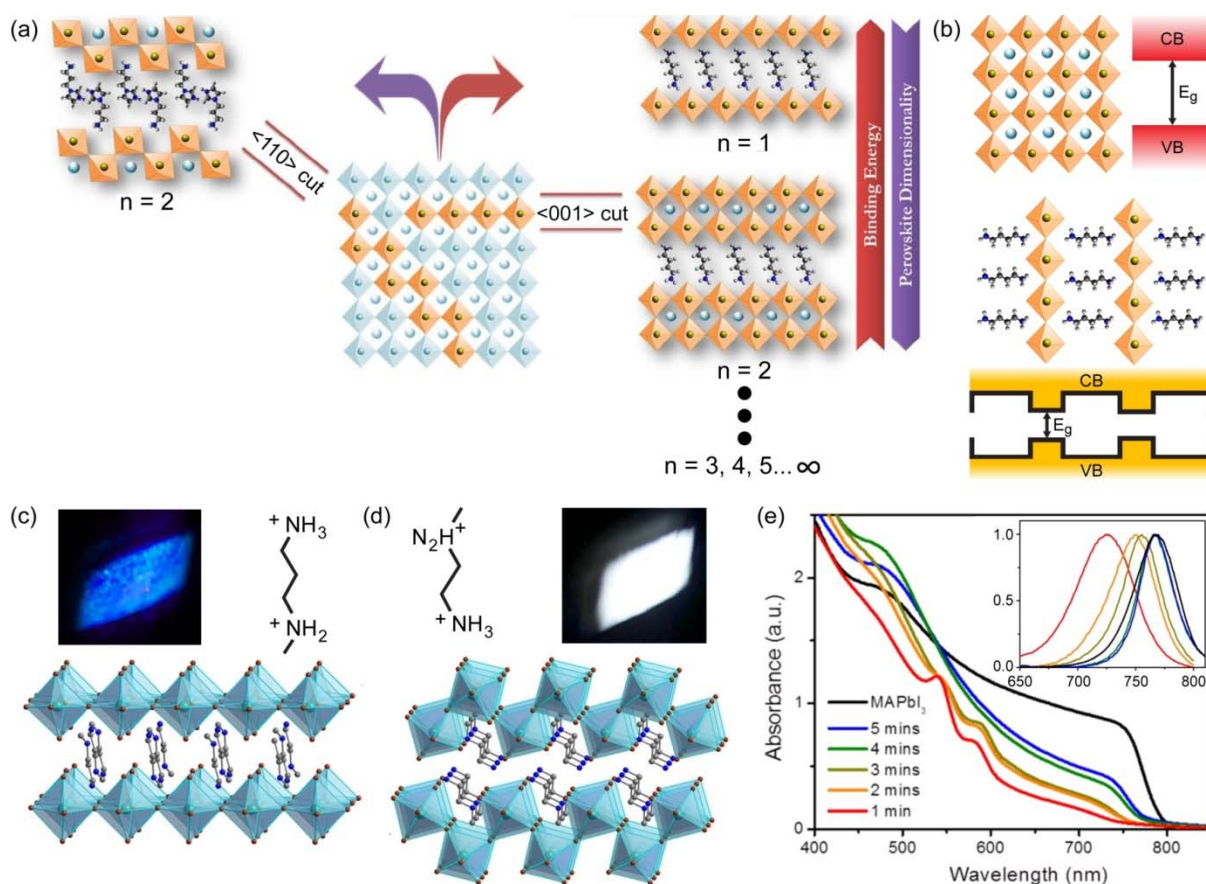 (a)
<110> cut
n = 2
<001> cut
n = 1
n = 2
n = 3, 4, 5... ∞
Binding Energy
Perovskite Dimensionality
(b)
CB
Eg
VB
CB
Eg
VB
(c)
+
NH3
+
NH2
(d)
+
N2H
+
NH3
(e)
Absorbance (a.u.)
2
1
0
MAPbI3
5 mins
4 mins
3 mins
2 mins
1 min
1.0
0.5
0.0
650 700 750 800
400 500 600 700 800
Wavelength (nm)